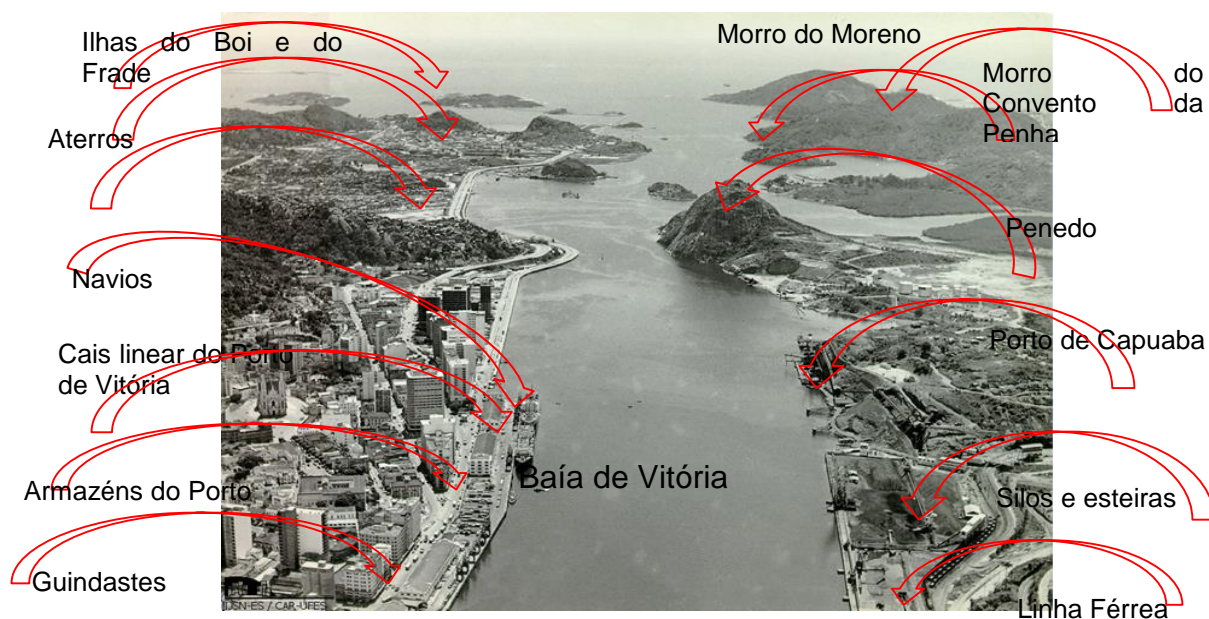 Ilhas do Boi e do
Frade
Aterros
Navios
Cais linear do Porto
de Vitória
Armazéns do Porto
Guindastes
Morro do Moreno
Morro do
Convento da
Penha
Penedo
Porto de Capuaba
Baía de Vitória
Silos e esteiras
Linha Férrea
IJSN-ES / CAR-UFES